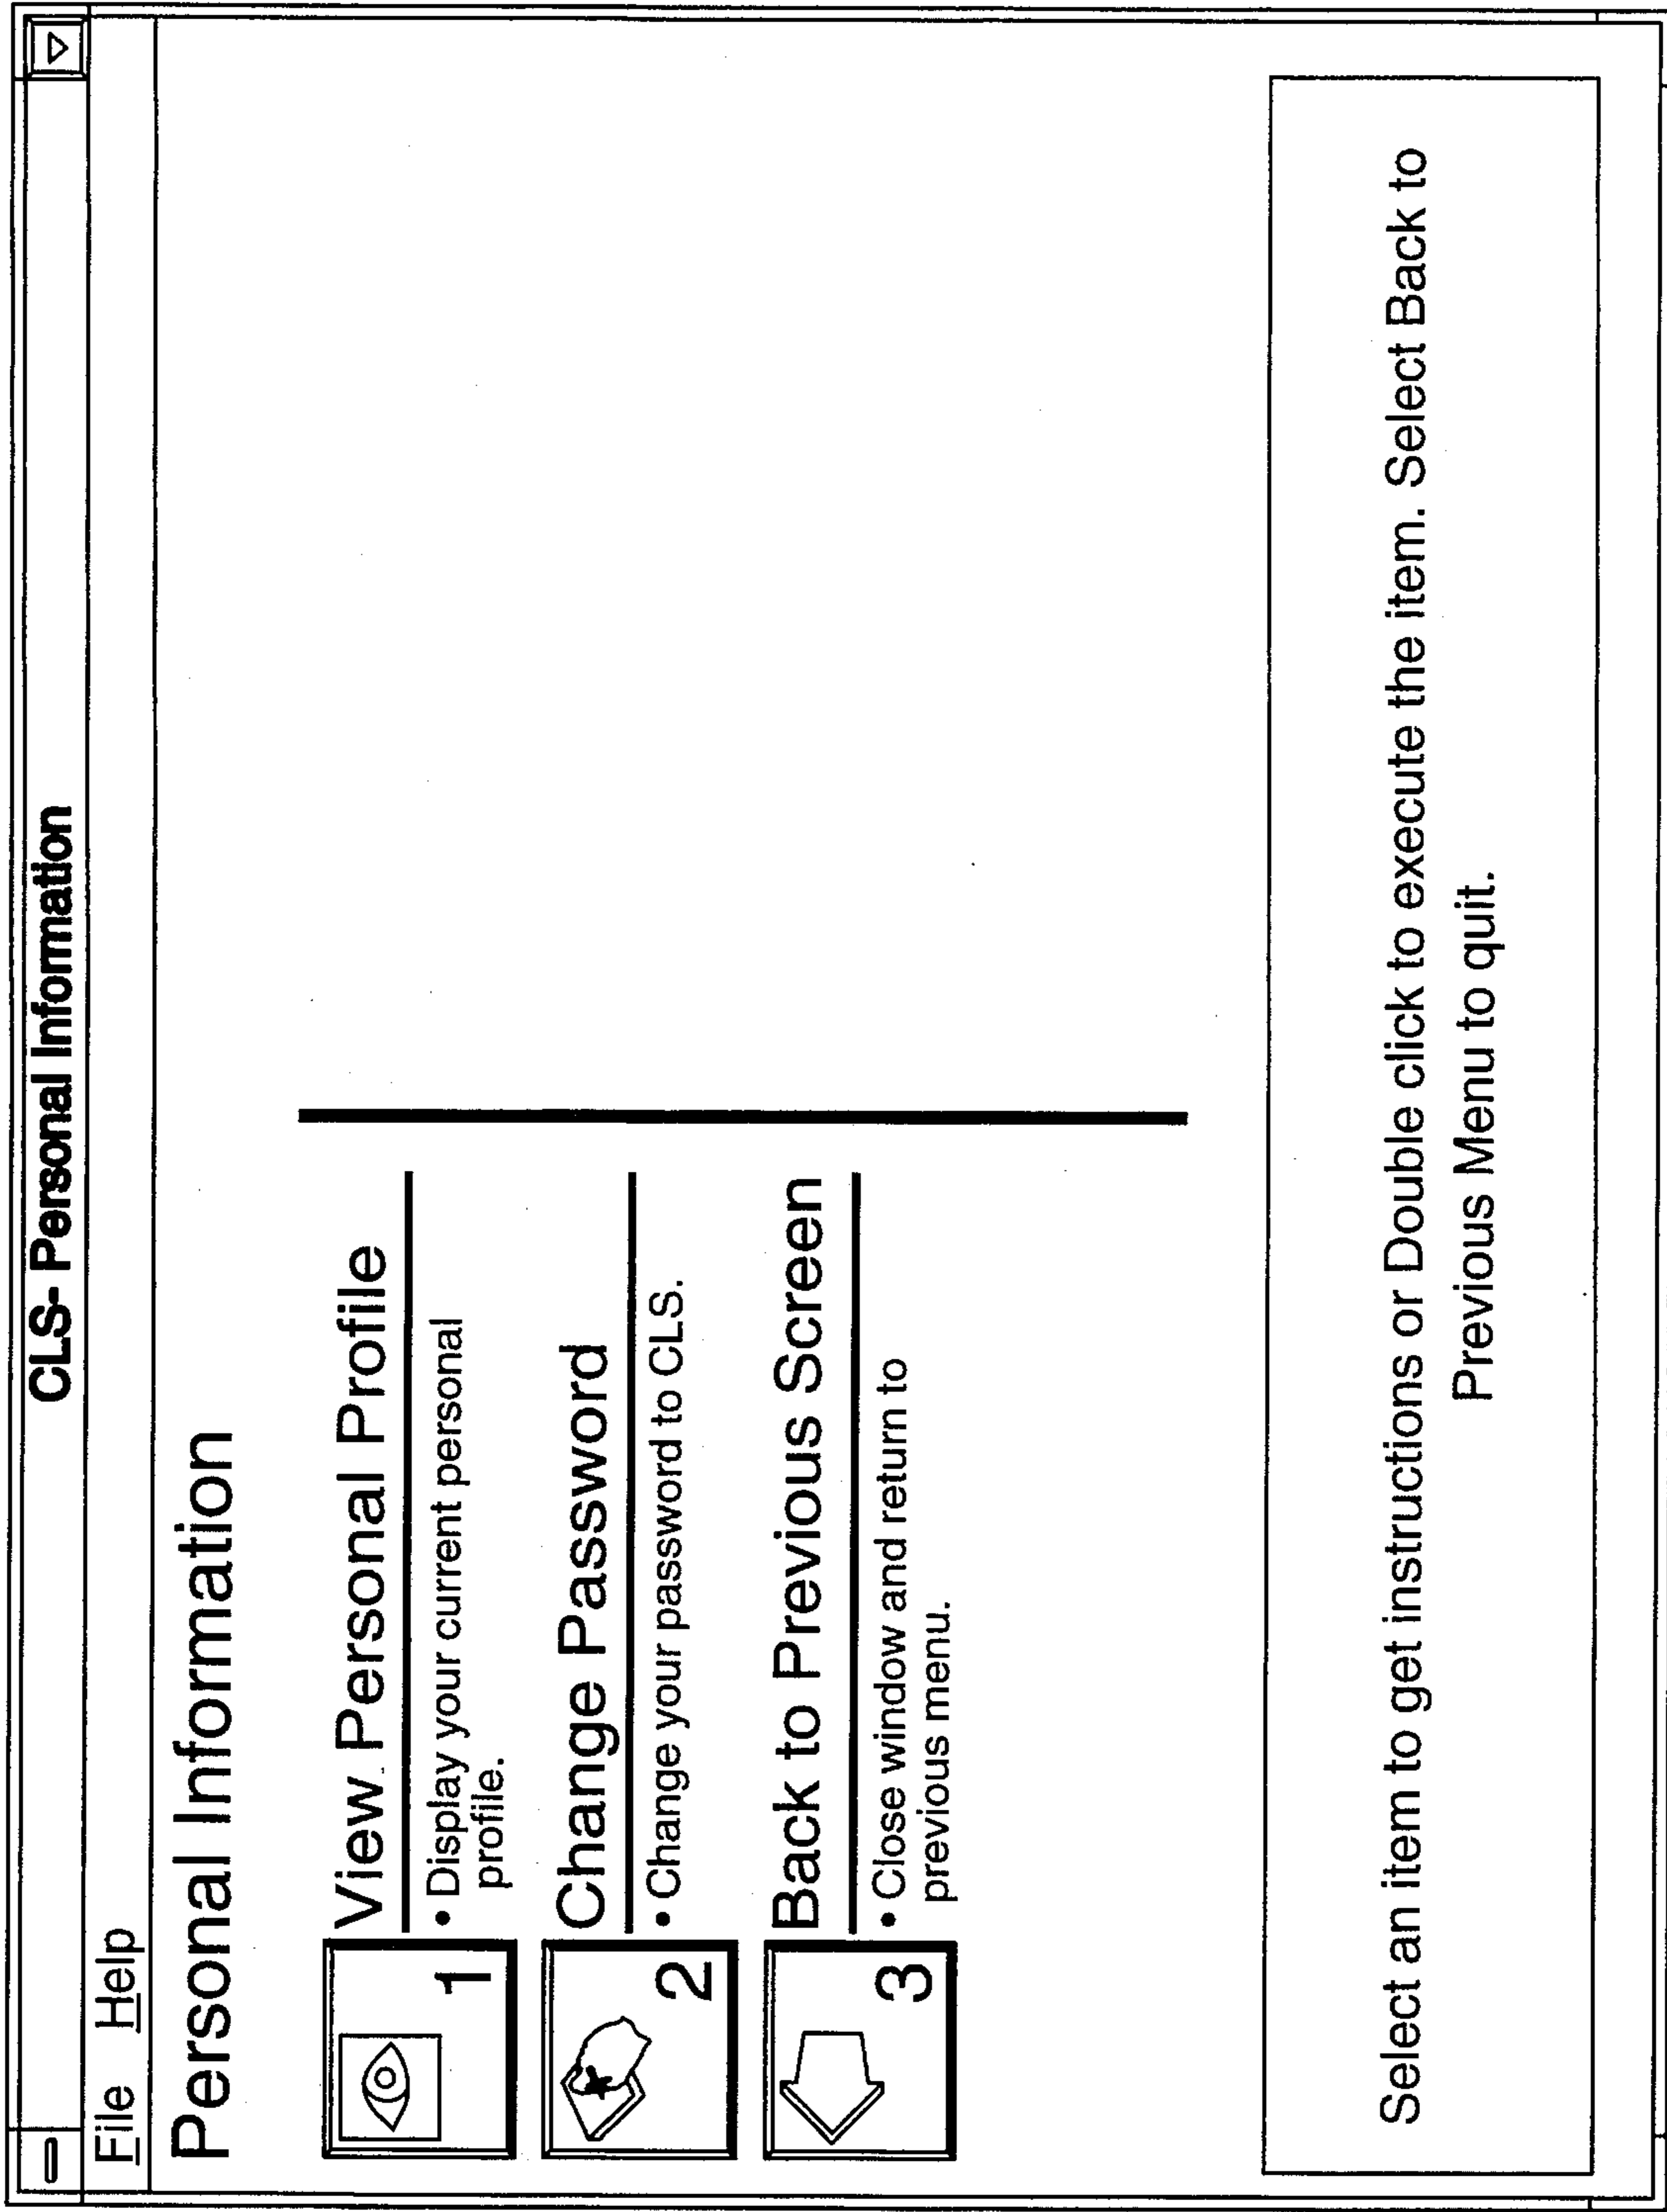 CLS- Personal Information
File Help
Personal Information
1
View Personal Profile
• Display your current personal
profile.
2
Change Password
• Change your password to CLS.
3
Back to Previous Screen
• Close window and return to
previous menu.
Select an item to get instructions or Double click to execute the item. Select Back to
Previous Menu to quit.